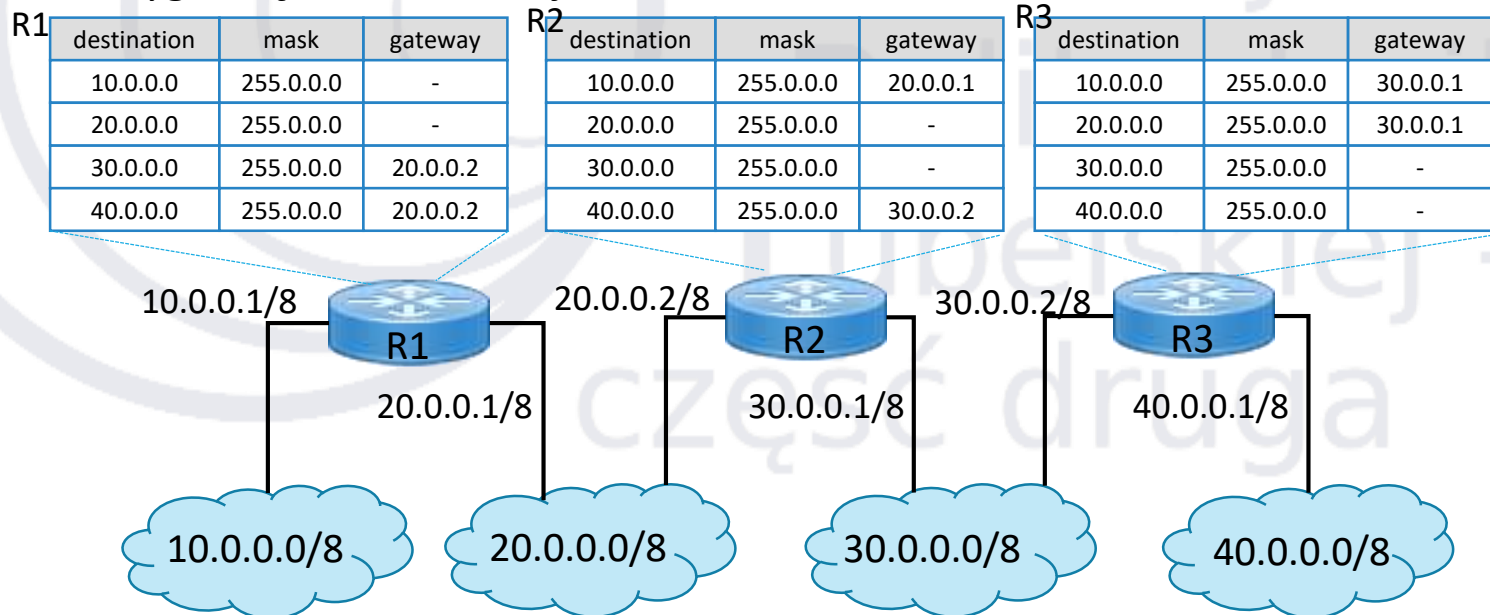 R1
destination mask gateway
10.0.0.0 255.0.0.0 -
20.0.0.0 255.0.0.0 -
30.0.0.0 255.0.0.0 20.0.0.2
40.0.0.0 255.0.0.0 20.0.0.2
R2
destination mask gateway
10.0.0.0 255.0.0.0 20.0.0.1
20.0.0.0 255.0.0.0 -
30.0.0.0 255.0.0.0 -
40.0.0.0 255.0.0.0 30.0.0.2
R3
destination mask gateway
10.0.0.0 255.0.0.0 30.0.0.1
20.0.0.0 255.0.0.0 30.0.0.1
30.0.0.0 255.0.0.0 -
40.0.0.0 255.0.0.0 -
Lubelskiej -
część druga
10.0.0.1/8
R1
20.0.0.1/8
20.0.0.2/8
R2
30.0.0.1/8
30.0.0.2/8
R3
40.0.0.1/8
10.0.0.0/8
20.0.0.0/8
30.0.0.0/8
40.0.0.0/8